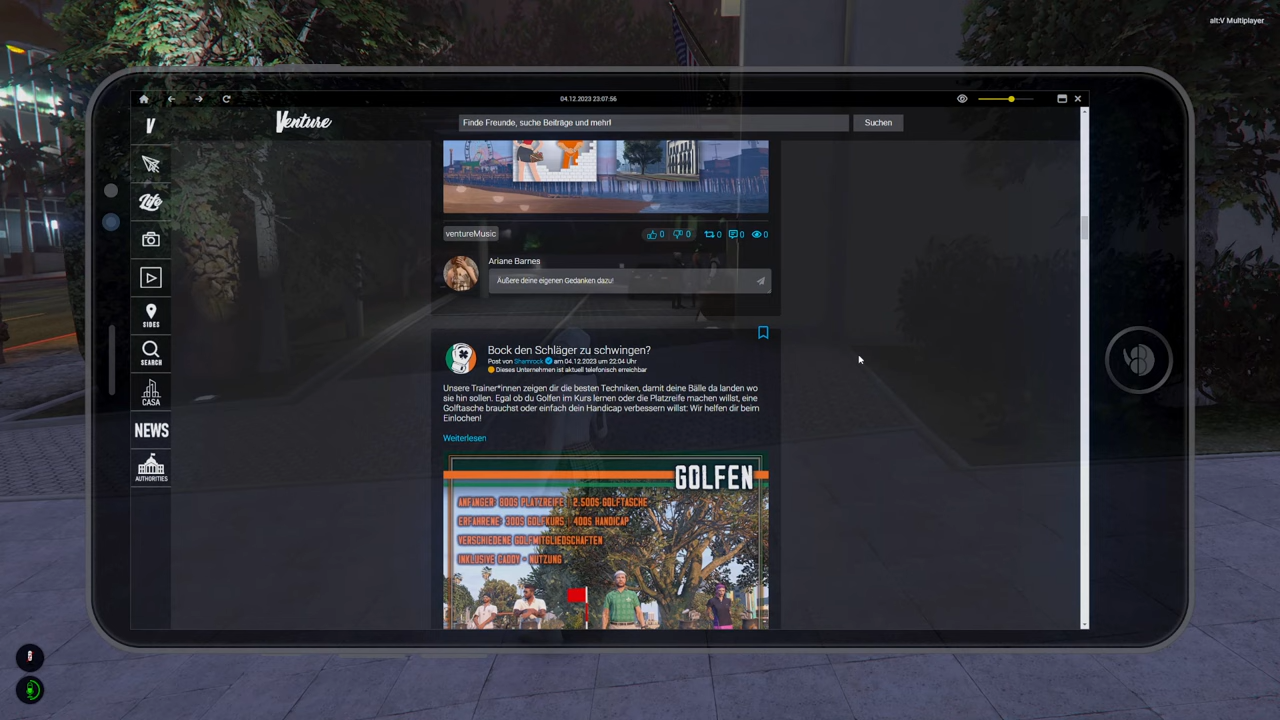 alt:V Multiplayer
04.12.2023 23:07:56
V
Venture
Finde Freunde, suche Beiträge und mehr!
Suchen
Life
SIDES
SEARCH
CASA
NEWS
AUTHORITIES
ventureMusic
0
0
0
0
0
Ariane Barnes
Äußere deine eigenen Gedanken dazu!
Bock den Schläger zu schwingen?
Post von Shamrock am 04.12.2023 um 22:04 Uhr
Dieses Unternehmen ist aktuell telefonisch erreichbar
Unsere Trainer*innen zeigen dir die besten Techniken, damit deine Bälle da landen wo
sie hin sollen. Egal ob du Golfen im Kurs lernen oder die Platzreife machen willst, eine
Golftasche brauchst oder einfach dein Handicap verbessern willst: Wir helfen dir beim
Einlochen!
Weiterlesen
GOLFEN
ANFÄNGER: 800$ PLATZREIFE | 2.500$ GOLFTASCHE
ERFAHRENE: 300$ GOLFKURS | 400$ HANDICAP
VERSCHIEDENE GOLFMITGLIEDSCHAFTEN
INKLUSIVE CADDY - NUTZUNG